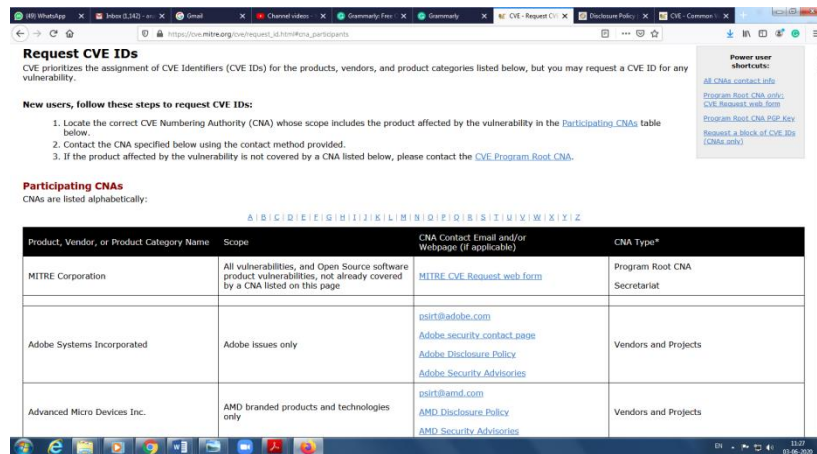 (49) WhatsApp
Inbox (1,142) - an
Gmail
Channel videos
Grammarly: Free
Grammarly
CVE - Request CV
Disclosure Policy
CVE - Common V
https://cve.mitre.org/cve/request_id.html#cna_participants
Request CVE IDs
CVE prioritizes the assignment of CVE Identifiers (CVE IDs) for the products, vendors, and product categories listed below, but you may request a CVE ID for any
vulnerability.
New users, follow these steps to request CVE IDs:
1. Locate the correct CVE Numbering Authority (CNA) whose scope includes the product affected by the vulnerability in the Participating CNAs table
below.
2. Contact the CNA specified below using the contact method provided.
3. If the product affected by the vulnerability is not covered by a CNA listed below, please contact the CVE Program Root CNA.
Power user
shortcuts:
All CNAs contact info
Program Root CNA only:
CVE Request web form
Program Root CNA PGP Key
Request a block of CVE IDs
(CNAs only)
Participating CNAs
CNAs are listed alphabetically:
A | B | C | D | E | F | G | H | I | J | K | L | M | N | O | P | Q | R | S | T | U | V | W | X | Y | Z
Product, Vendor, or Product Category Name
Scope
CNA Contact Email and/or
Webpage (if applicable)
CNA Type*
MITRE Corporation
All vulnerabilities, and Open Source software
product vulnerabilities, not already covered
by a CNA listed on this page
MITRE CVE Request web form
Program Root CNA
Secretariat
Adobe Systems Incorporated
Adobe issues only
psirt@adobe.com
Adobe security contact page
Adobe Disclosure Policy
Adobe Security Advisories
Vendors and Projects
Advanced Micro Devices Inc.
AMD branded products and technologies
only
psirt@amd.com
AMD Disclosure Policy
AMD Security Advisories
Vendors and Projects
EN
11:27
03-06-2020